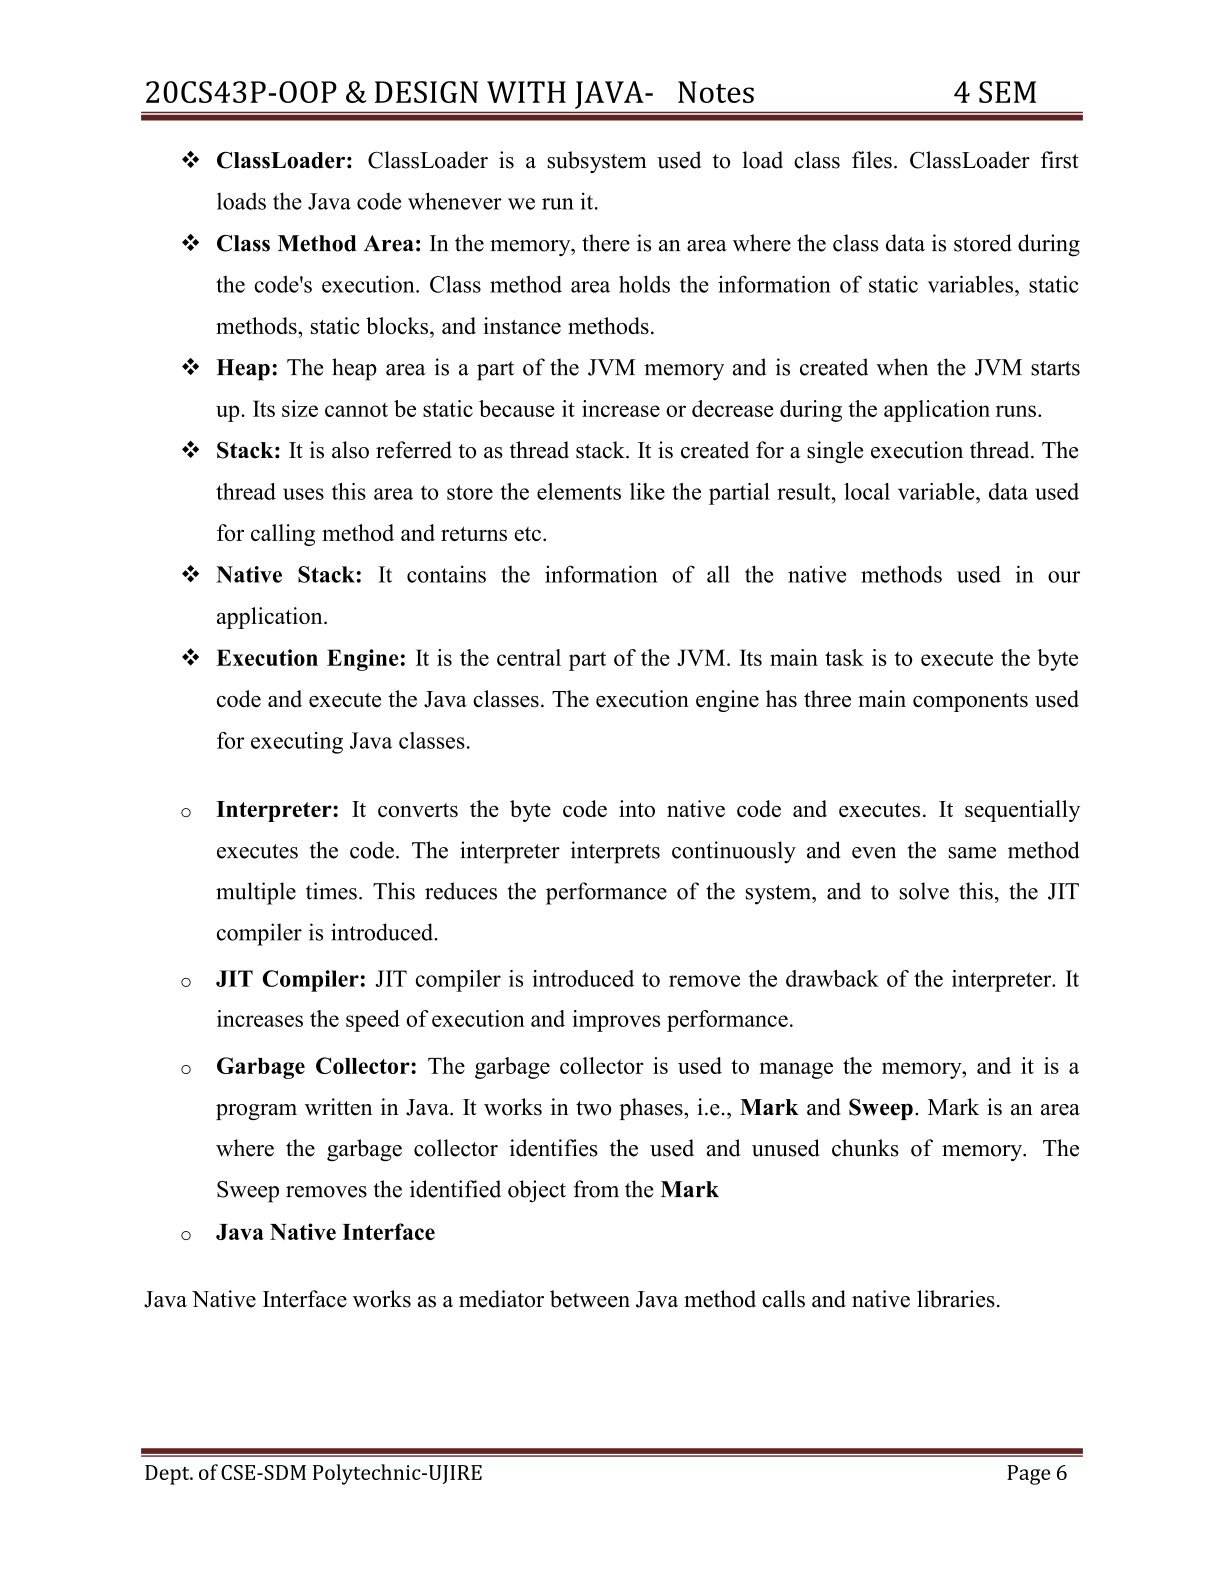 20CS43P-OOP & DESIGN WITH JAVA- Notes 4 SEM
❖ ClassLoader: ClassLoader is a subsystem used to load class files. ClassLoader first
loads the Java code whenever we run it.
❖ Class Method Area: In the memory, there is an area where the class data is stored during
the code's execution. Class method area holds the information of static variables, static
methods, static blocks, and instance methods.
❖ Heap: The heap area is a part of the JVM memory and is created when the JVM starts
up. Its size cannot be static because it increase or decrease during the application runs.
❖ Stack: It is also referred to as thread stack. It is created for a single execution thread. The
thread uses this area to store the elements like the partial result, local variable, data used
for calling method and returns etc.
❖ Native Stack: It contains the information of all the native methods used in our
application.
❖ Execution Engine: It is the central part of the JVM. Its main task is to execute the byte
code and execute the Java classes. The execution engine has three main components used
for executing Java classes.
o Interpreter: It converts the byte code into native code and executes. It sequentially
executes the code. The interpreter interprets continuously and even the same method
multiple times. This reduces the performance of the system, and to solve this, the JIT
compiler is introduced.
o JIT Compiler: JIT compiler is introduced to remove the drawback of the interpreter. It
increases the speed of execution and improves performance.
o Garbage Collector: The garbage collector is used to manage the memory, and it is a
program written in Java. It works in two phases, i.e., Mark and Sweep. Mark is an area
where the garbage collector identifies the used and unused chunks of memory. The
Sweep removes the identified object from the Mark
o Java Native Interface
Java Native Interface works as a mediator between Java method calls and native libraries.
Dept. of CSE-SDM Polytechnic-UJIRE Page 6